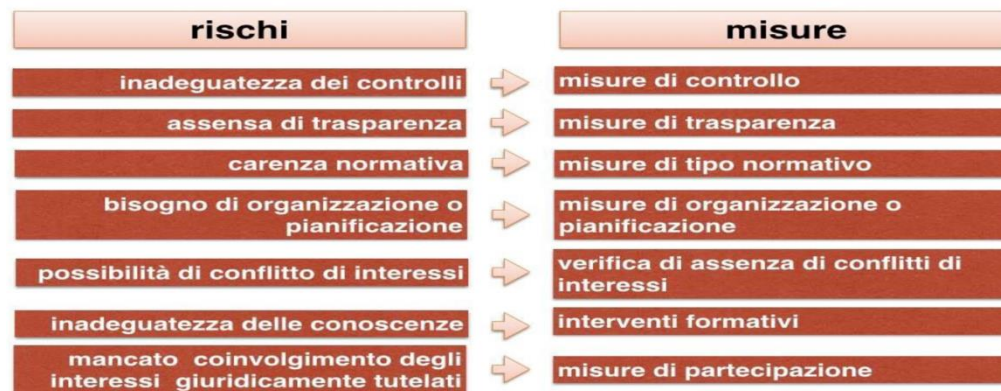 rischi
misure
inadeguatezza dei controlli
misure di controllo
assensa di trasparenza
misure di trasparenza
carenza normativa
misure di tipo normativo
bisogno di organizzazione o
pianificazione
misure di organizzazione o
pianificazione
possibilità di conflitto di interessi
verifica di assenza di conflitti di
interessi
inadeguatezza delle conoscenze
interventi formativi
mancato coinvolgimento degli
interessi giuridicamente tutelati
misure di partecipazione